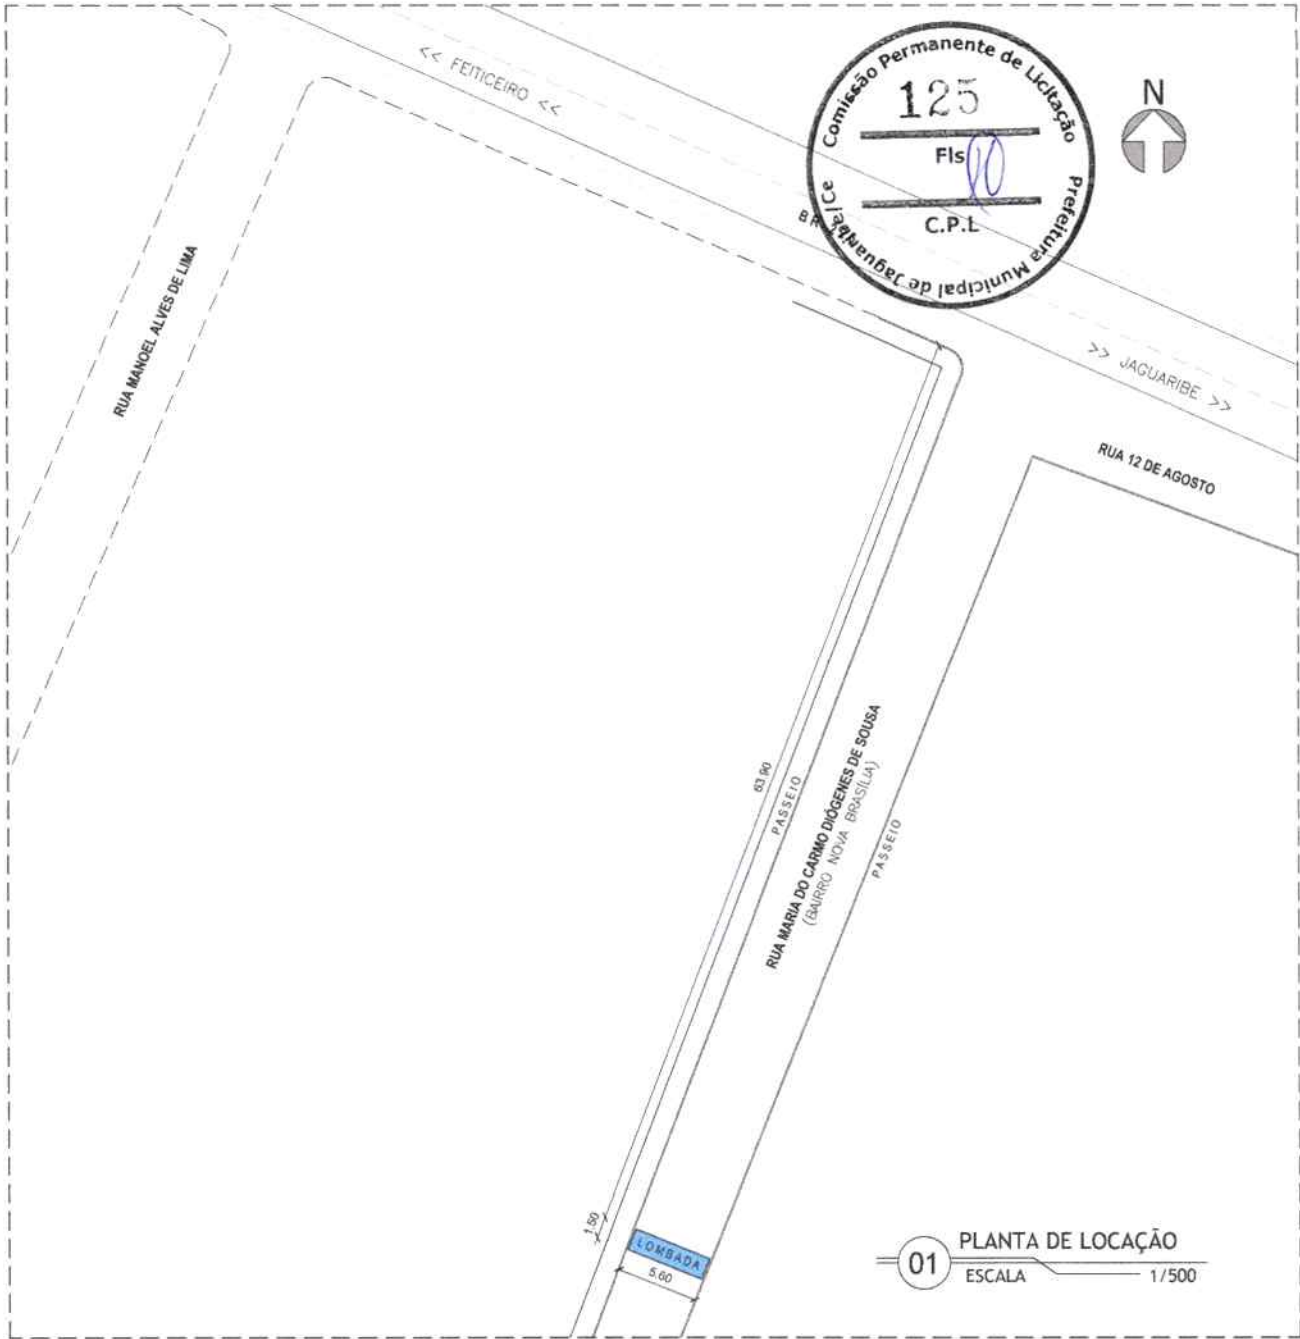 << FEITICEIRO <<
Comissão Permanente de Licitação
Prefeitura Municipal de Jaguaribe/Ce
125
Fls
C.P.L
N
BR
RUA MANOEL ALVES DE LIMA
>> JAGUARIBE >>
RUA 12 DE AGOSTO
63.90
PASSEIO
RUA MARIA DO CARMO DIÓGENES DE SOUSA
(BAIRRO NOVA BRASÍLIA)
PASSEIO
1.50
LOMBADA
5.60
01
PLANTA DE LOCAÇÃO
ESCALA 1/500